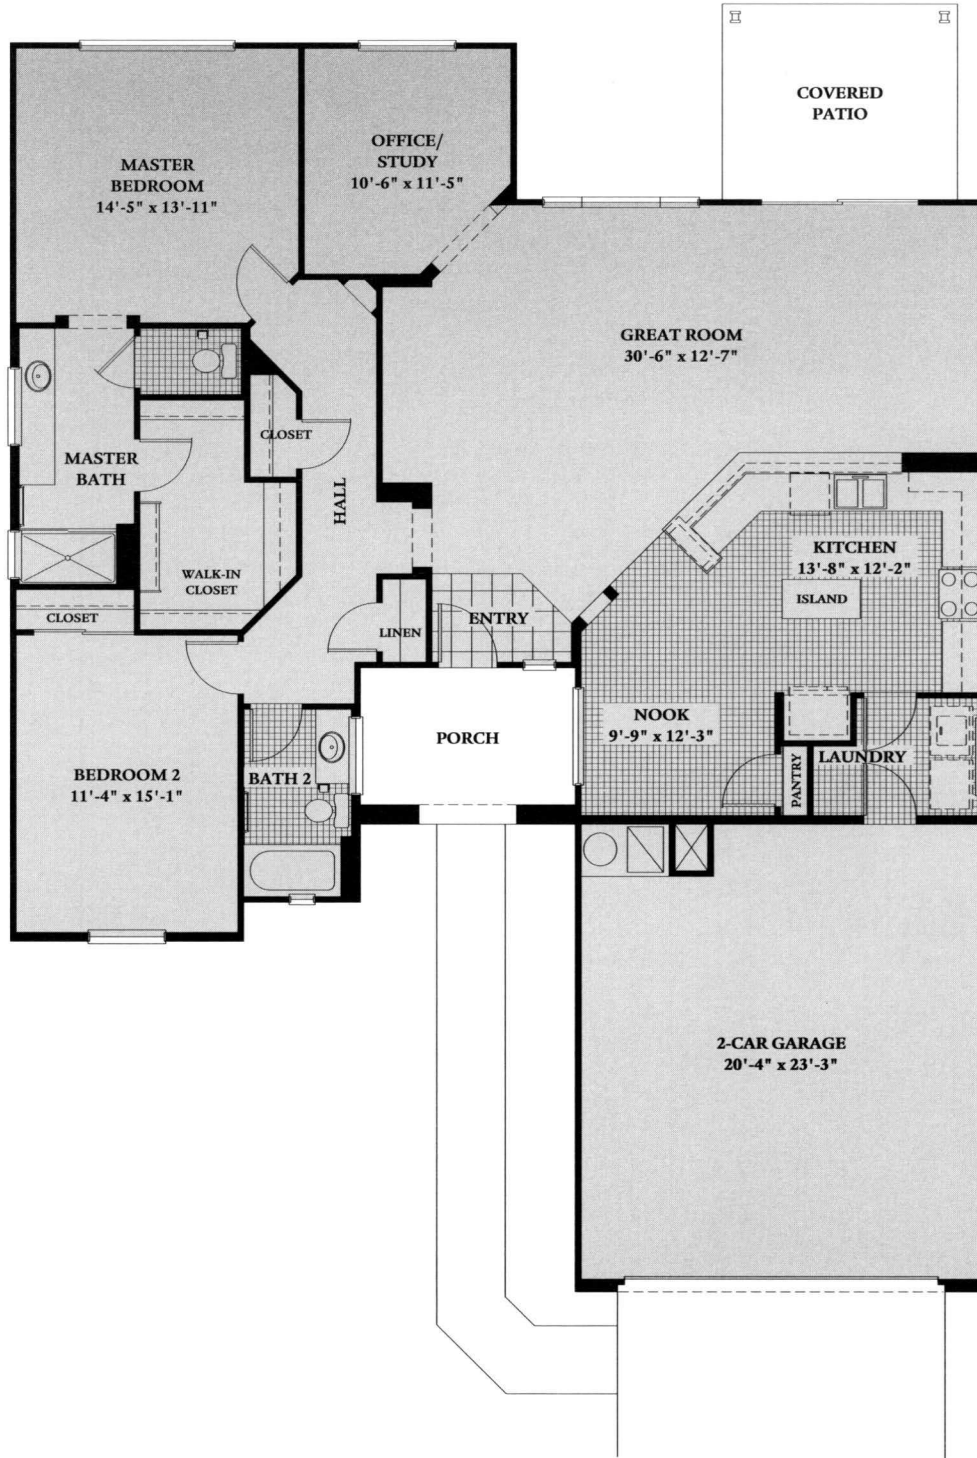 COVERED
PATIO
OFFICE/
STUDY
10'-6" x 11'-5"
MASTER
BEDROOM
14'-5" x 13'-11"
GREAT ROOM
30'-6" x 12'-7"
CLOSET
MASTER
BATH
HALL
KITCHEN
13'-8" x 12'-2"
WALK-IN
CLOSET
ISLAND
CLOSET
ENTRY
LINEN
NOOK
9'-9" x 12'-3"
PORCH
LAUNDRY
PANTRY
BEDROOM 2
11'-4" x 15'-1"
BATH 2
2-CAR GARAGE
20'-4" x 23'-3"